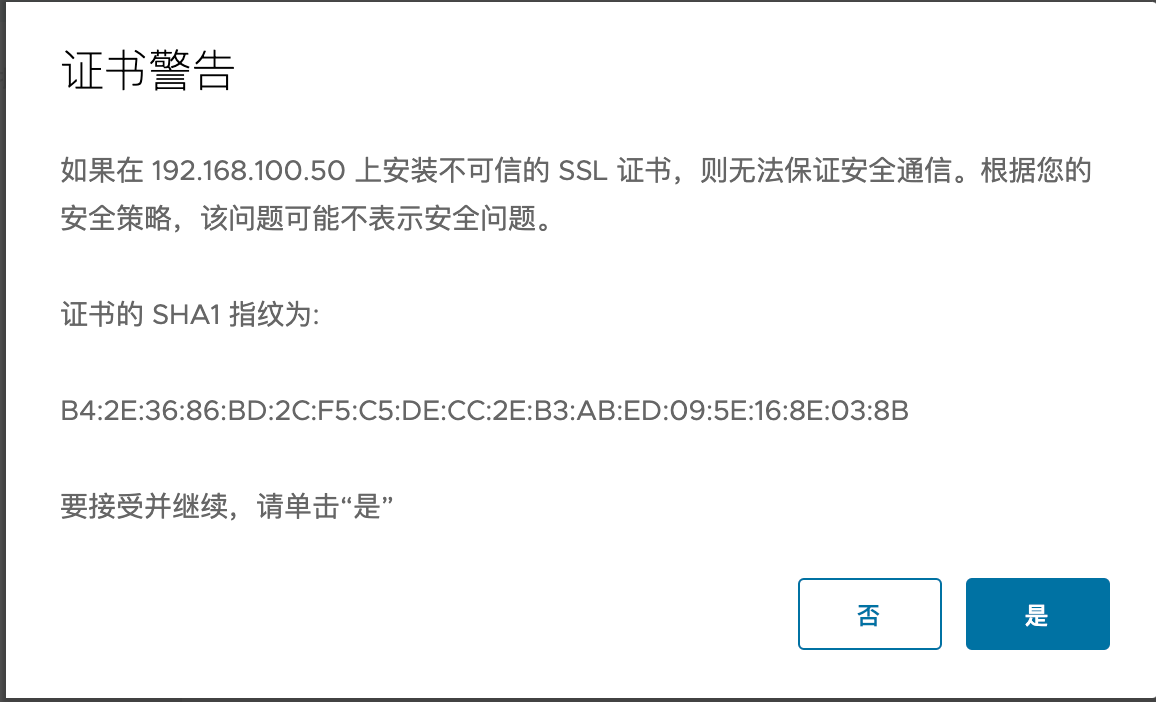 证书警告
如果在 192.168.100.50 上安装不可信的 SSL 证书，则无法保证安全通信。根据您的
安全策略，该问题可能不表示安全问题。
证书的 SHA1 指纹为:
B4:2E:36:86:BD:2C:F5:C5:DE:CC:2E:B3:AB:ED:09:5E:16:8E:03:8B
要接受并继续，请单击“是”
否
是